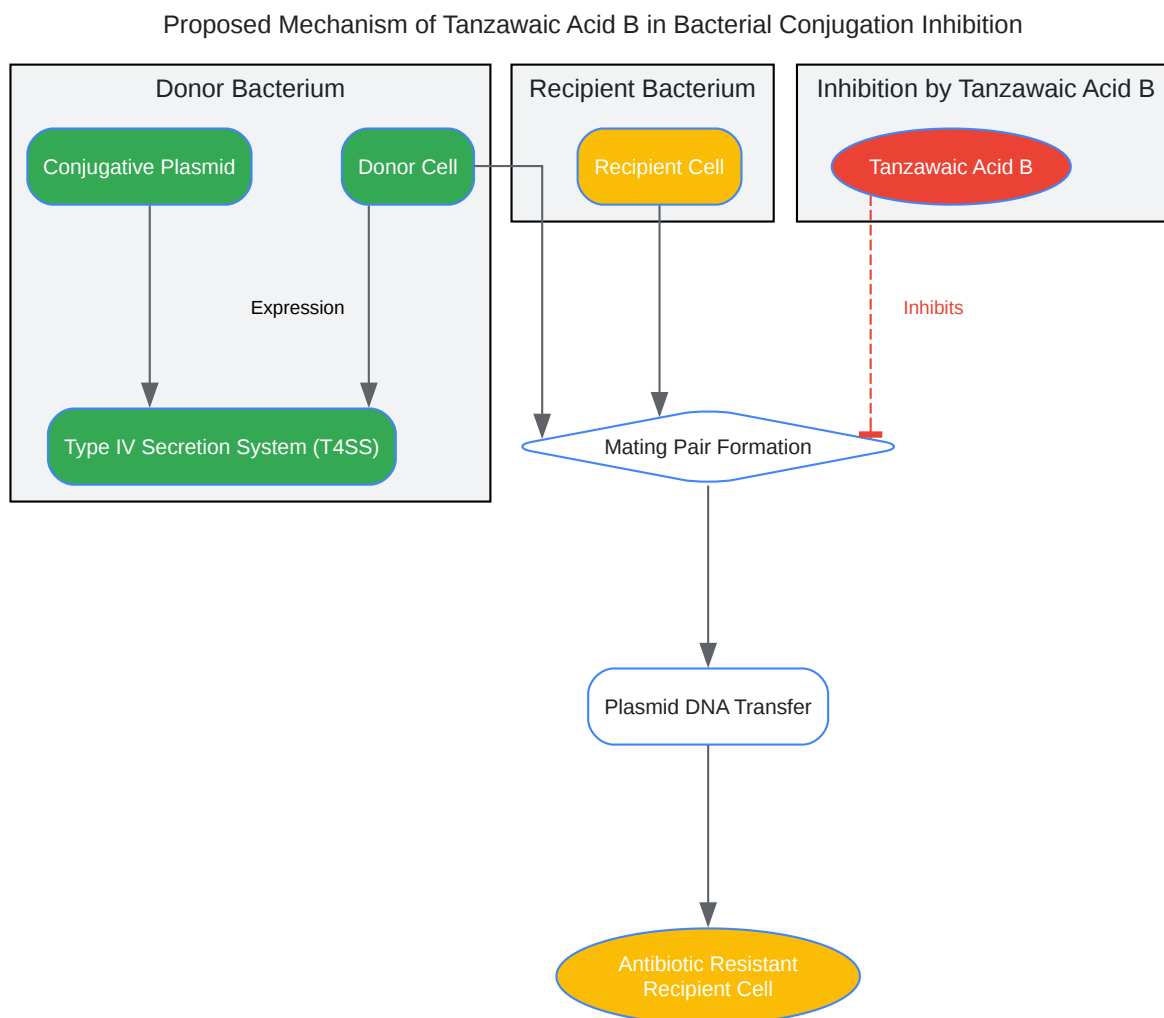 Proposed Mechanism of Tanzawaic Acid B in Bacterial Conjugation Inhibition
Donor Bacterium
Recipient Bacterium
Inhibition by Tanzawaic Acid B
Conjugative Plasmid
Donor Cell
Recipient Cell
Tanzawaic Acid B
Expression
Inhibits
Type IV Secretion System (T4SS)
Mating Pair Formation
Plasmid DNA Transfer
Antibiotic Resistant
Recipient Cell